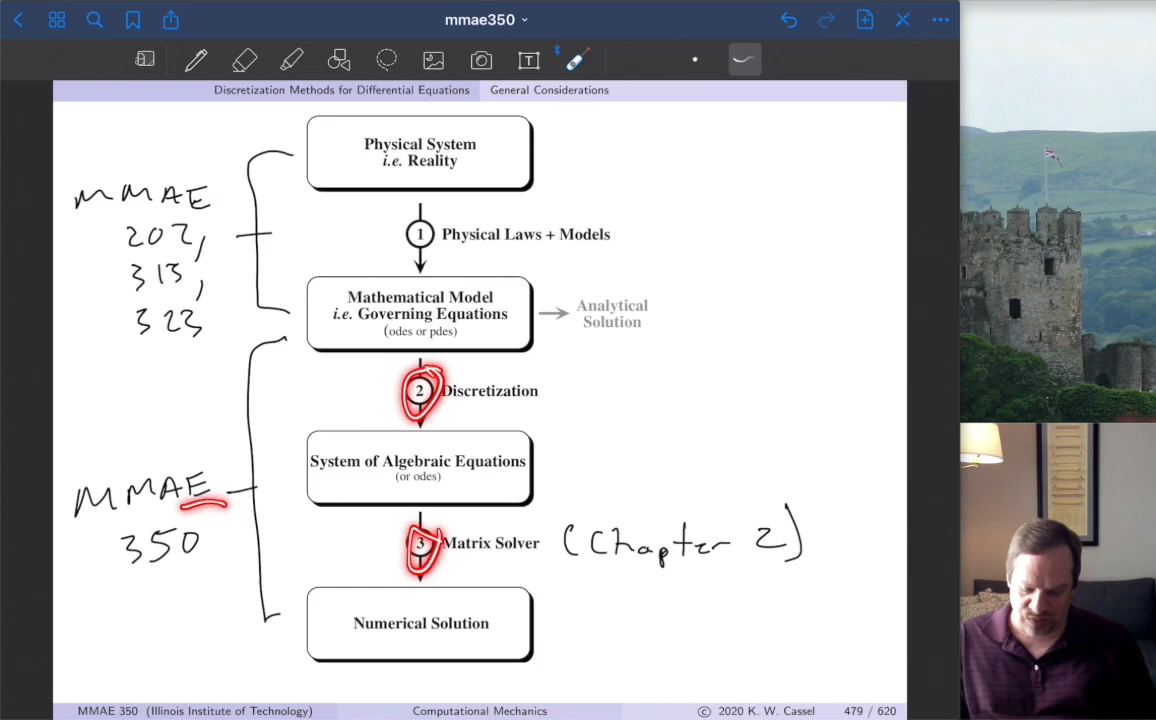 mmae350
T
Discretization Methods for Differential Equations General Considerations
Physical System
i.e. Reality
MMAE
202,
313,
323
1 Physical Laws + Models
Mathematical Model
i.e. Governing Equations
(odes or pdes)
Analytical
Solution
2 Discretization
System of Algebraic Equations
(or odes)
MMAE
350
3 Matrix Solver (Chapter 2)
Numerical Solution
MMAE 350 (Illinois Institute of Technology) Computational Mechanics © 2020 K. W. Cassel 479 / 620